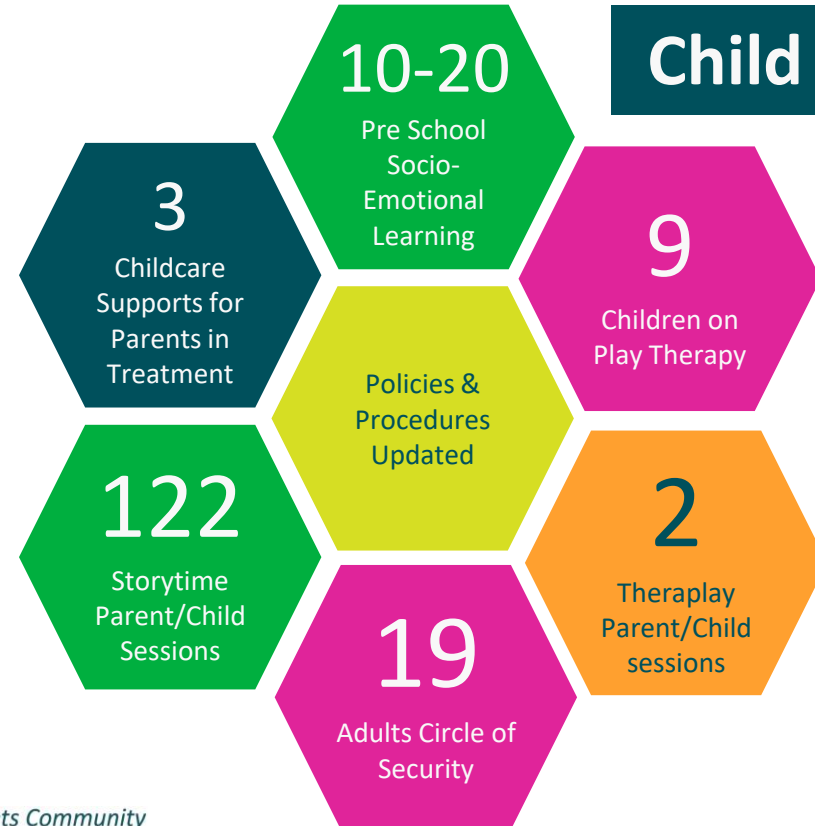 Child
10-20
Pre School
Socio-
Emotional
Learning
3
Childcare
Supports for
Parents in
Treatment
9
Children on
Play Therapy
Policies &
Procedures
Updated
122
Storytime
Parent/Child
Sessions
2
Theraplay
Parent/Child
sessions
19
Adults Circle of
Security
ts Community